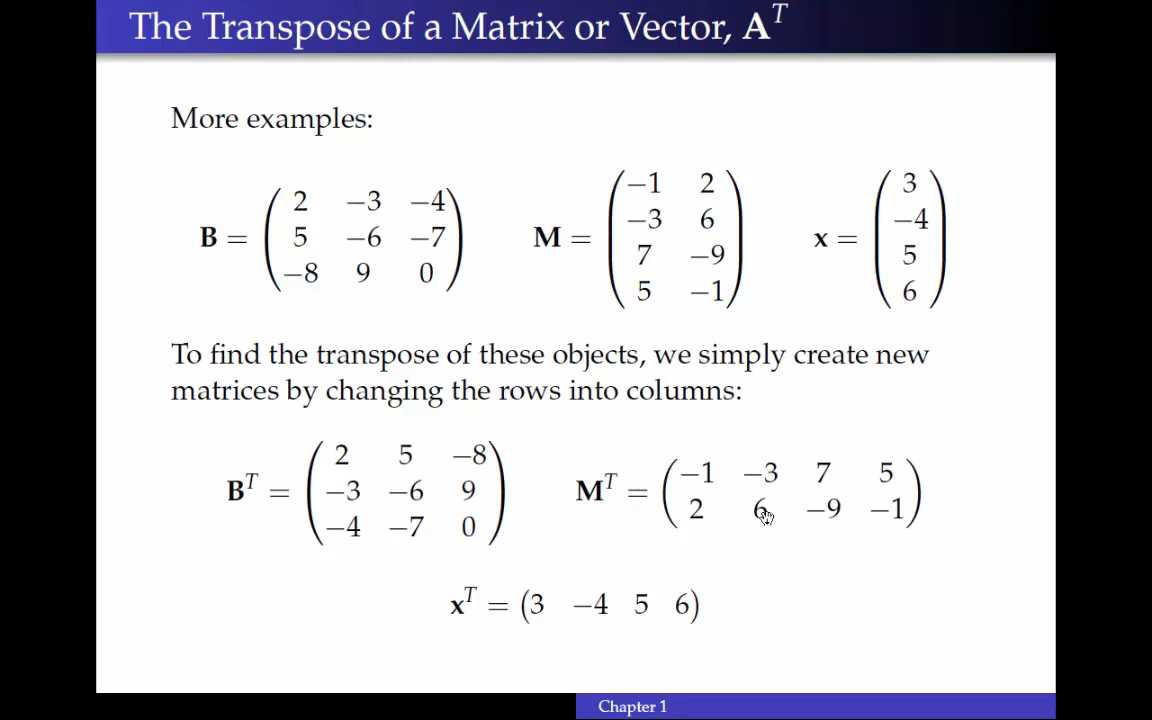 The Transpose of a Matrix or Vector, A^T
More examples:
B = ( 2 −3 −4 ; 5 −6 −7 ; −8 9 0 ) M = ( −1 2 ; −3 6 ; 7 −9 ; 5 −1 ) x = ( 3 ; −4 ; 5 ; 6 )
To find the transpose of these objects, we simply create new
matrices by changing the rows into columns:
B^T = ( 2 5 −8 ; −3 −6 9 ; −4 −7 0 ) M^T = ( −1 −3 7 5 ; 2 6 −9 −1 )
x^T = (3 −4 5 6)
Chapter 1